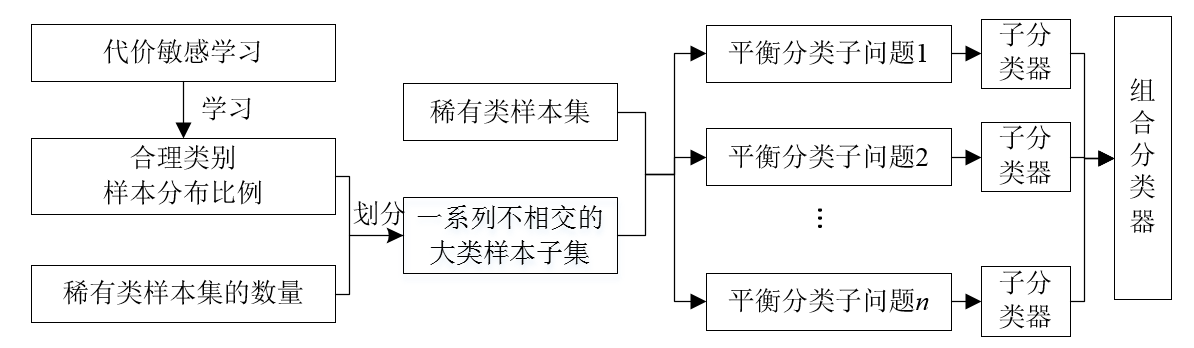 代价敏感学习
学习
合理类别
样本分布比例
稀有类样本集的数量
划分
稀有类样本集
一系列不相交的
大类样本子集
平衡分类子问题1
平衡分类子问题2
⋮
平衡分类子问题n
子分
类器
子分
类器
子分
类器
组
合
分
类
器